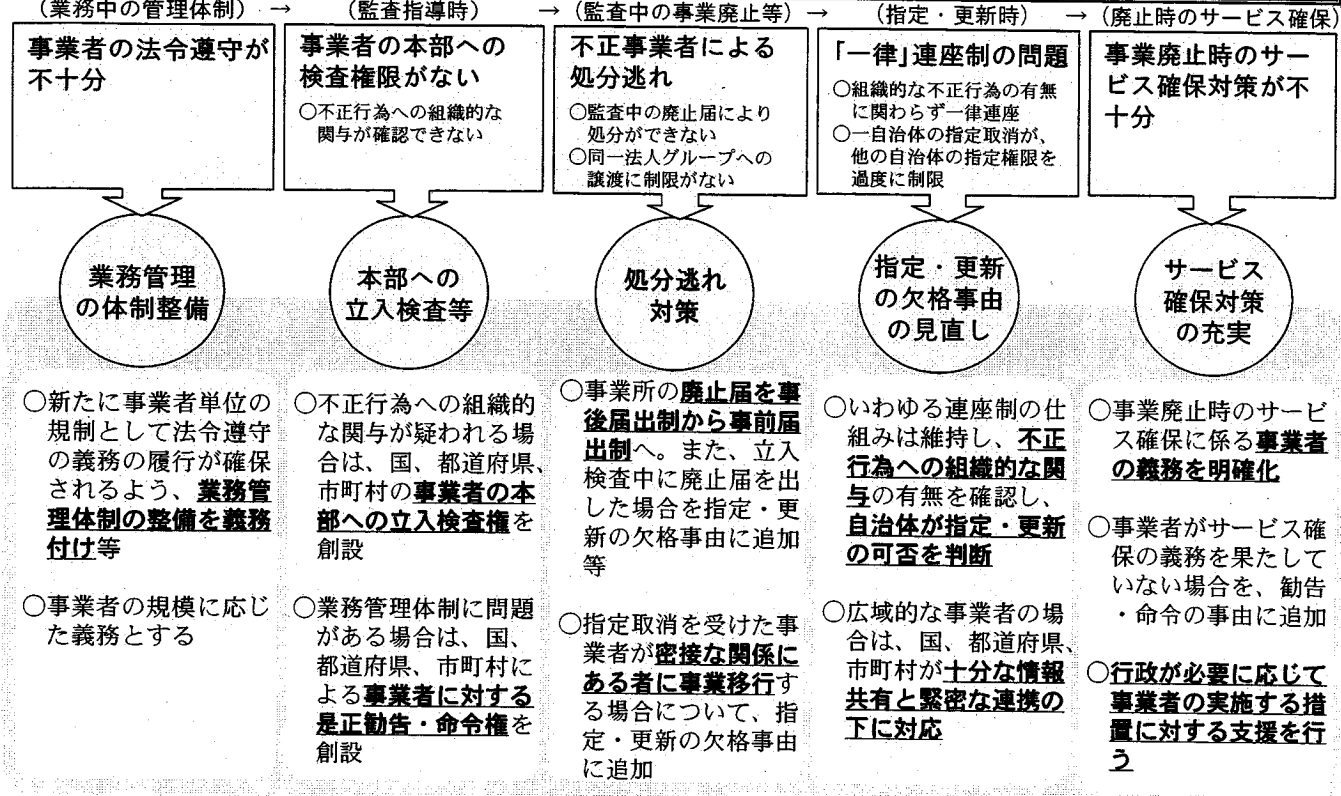 （業務中の管理体制） →
（監査指導時）
→（監査中の事業廃止等）→
（指定・更新時）
→（廃止時のサービス確保）
事業者の法令遵守が
不十分
事業者の本部への
検査権限がない
○不正行為への組織的な
関与が確認できない
不正事業者による
処分逃れ
○監査中の廃止届により
処分ができない
○同一法人グループへの
譲渡に制限がない
「一律」連座制の問題
○組織的な不正行為の有無
に関わらず一律連座
○一自治体の指定取消が、
他の自治体の指定権限を
過度に制限
事業廃止時のサー
ビス確保対策が不
十分
業務管理
の体制整備
本部への
立入検査等
処分逃れ
対策
指定・更新
の欠格事由
の見直し
サービス
確保対策
の充実
○新たに事業者単位の
規制として法令遵守
の義務の履行が確保
されるよう、業務管
理体制の整備を義務
付け等
○事業者の規模に応じ
た義務とする
○不正行為への組織的
な関与が疑われる場
合は、国、都道府県、
市町村の事業者の本
部への立入検査権を
創設
○業務管理体制に問題
がある場合は、国、
都道府県、市町村に
よる事業者に対する
是正勧告・命令権を
創設
○事業所の廃止届を事
後届出制から事前届
出制へ。また、立入
検査中に廃止届を出
した場合を指定・更
新の欠格事由に追加
等
○指定取消を受けた事
業者が密接な関係に
ある者に事業移行す
る場合について、指
定・更新の欠格事由
に追加
○いわゆる連座制の仕
組みは維持し、不正
行為への組織的な関
与の有無を確認し、
自治体が指定・更新
の可否を判断
○広域的な事業者の場
合は、国、都道府県、
市町村が十分な情報
共有と緊密な連携の
下に対応
○事業廃止時のサービ
ス確保に係る事業者
の義務を明確化
○事業者がサービス確
保の義務を果たして
いない場合を、勧告
・命令の事由に追加
○行政が必要に応じて
事業者の実施する措
置に対する支援を行
う